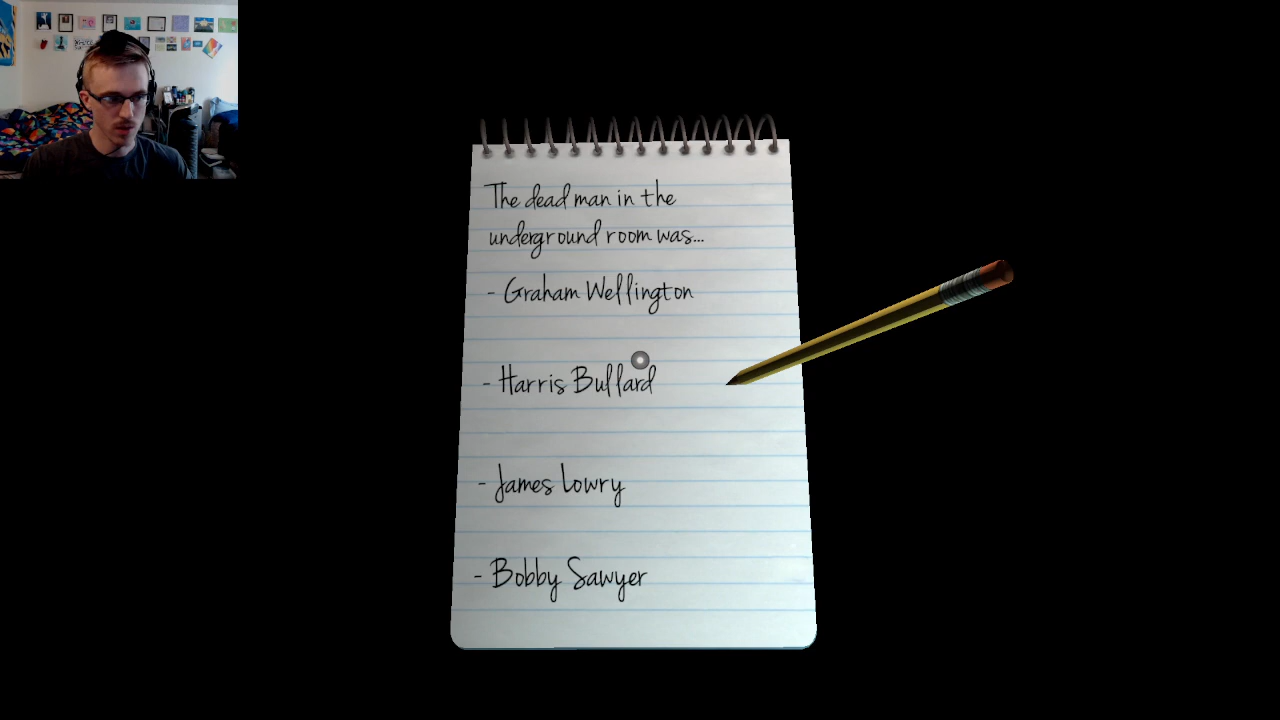 The dead man in the
underground room was...
- Graham Wellington
- Harris Bullard
- James Lowry
- Bobby Sawyer